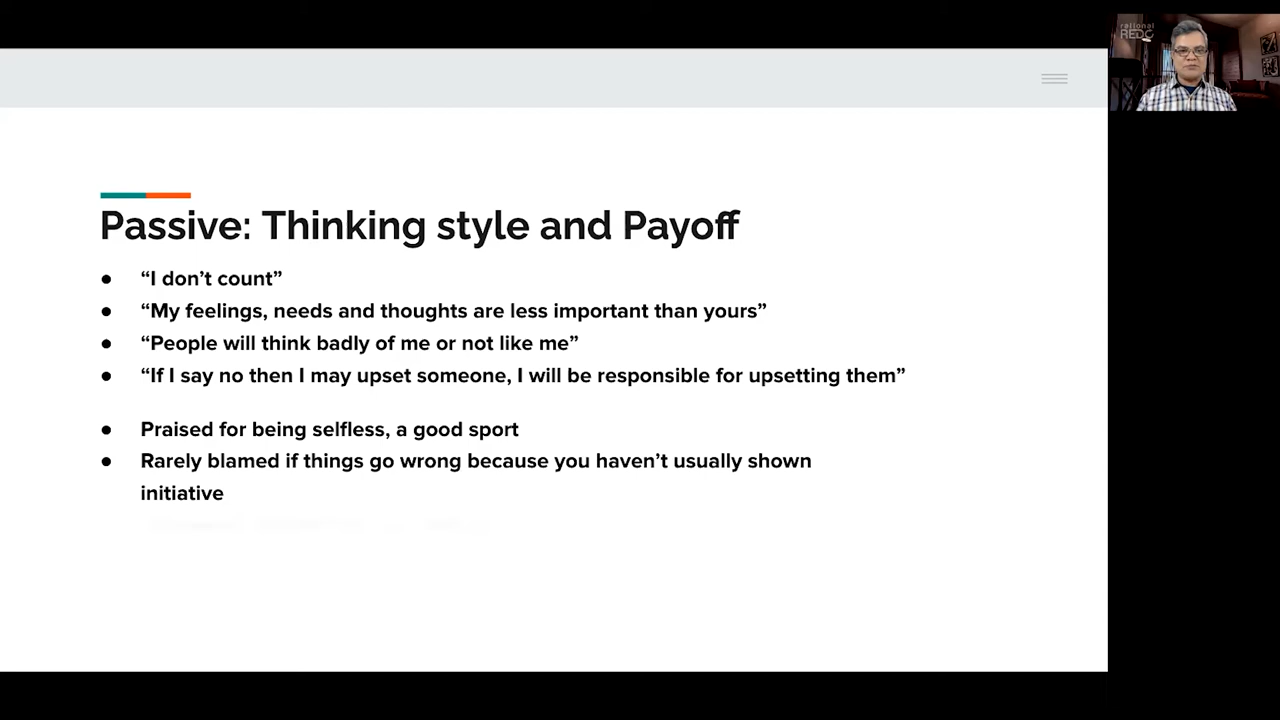 rational
REDO
Passive: Thinking style and Payoff
● “I don’t count”
● “My feelings, needs and thoughts are less important than yours”
● “People will think badly of me or not like me”
● “If I say no then I may upset someone, I will be responsible for upsetting them”
● Praised for being selfless, a good sport
● Rarely blamed if things go wrong because you haven’t usually shown
initiative